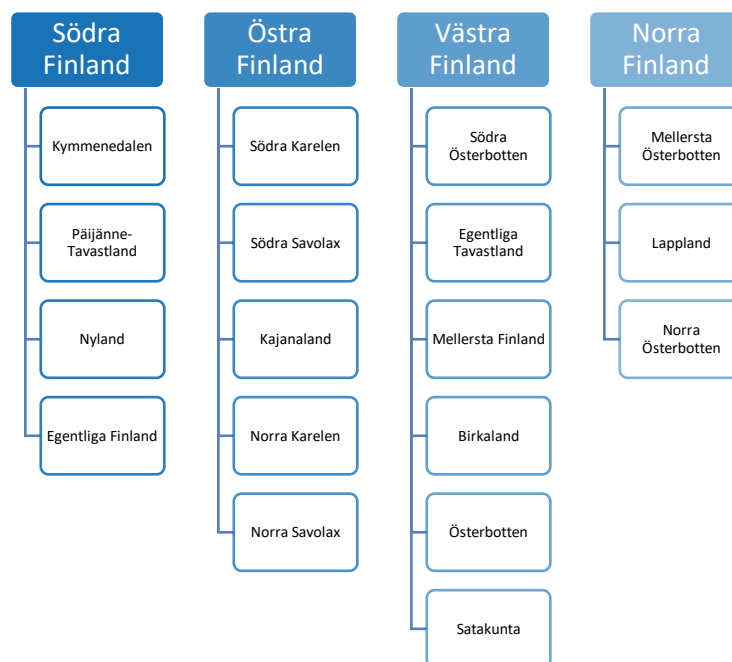 Södra
Finland
Kymmenedalen
Päijänne-
Tavastland
Nyland
Egentliga Finland
Östra
Finland
Södra Karelen
Södra Savolax
Kajanaland
Norra Karelen
Norra Savolax
Västra
Finland
Södra
Österbotten
Egentliga
Tavastland
Mellersta Finland
Birkaland
Österbotten
Satakunta
Norra
Finland
Mellersta
Österbotten
Lappland
Norra
Österbotten